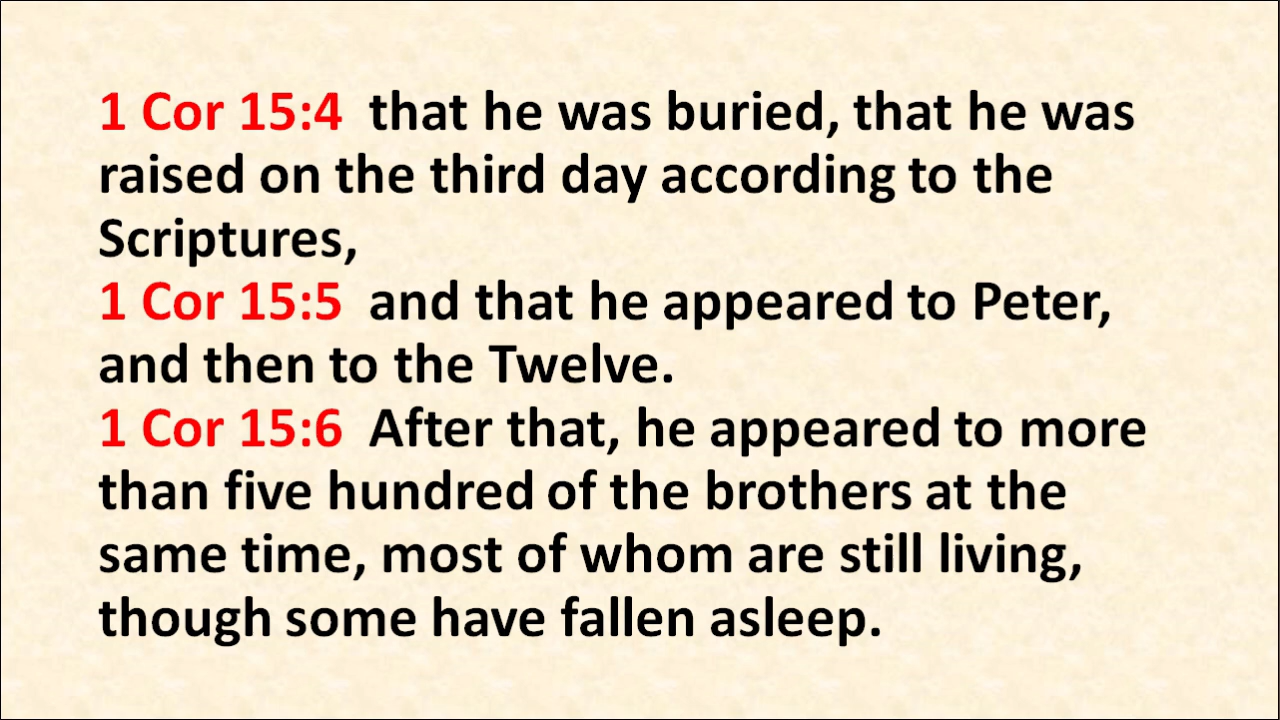 1 Cor 15:4  that he was buried, that he was
raised on the third day according to the
Scriptures,
1 Cor 15:5  and that he appeared to Peter,
and then to the Twelve.
1 Cor 15:6  After that, he appeared to more
than five hundred of the brothers at the
same time, most of whom are still living,
though some have fallen asleep.